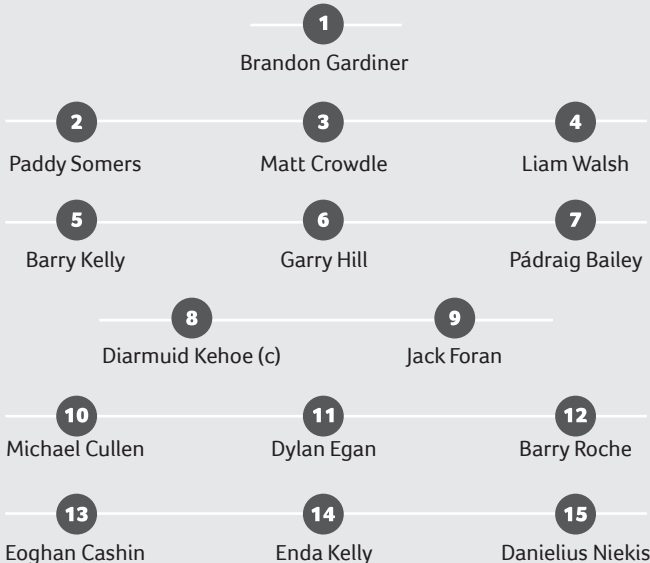 1
Brandon Gardiner
2 3 4
Paddy Somers Matt Crowdle Liam Walsh
5 6 7
Barry Kelly Garry Hill Pádraig Bailey
8 9
Diarmuid Kehoe (c) Jack Foran
10 11 12
Michael Cullen Dylan Egan Barry Roche
13 14 15
Eoghan Cashin Enda Kelly Danielius Niekis